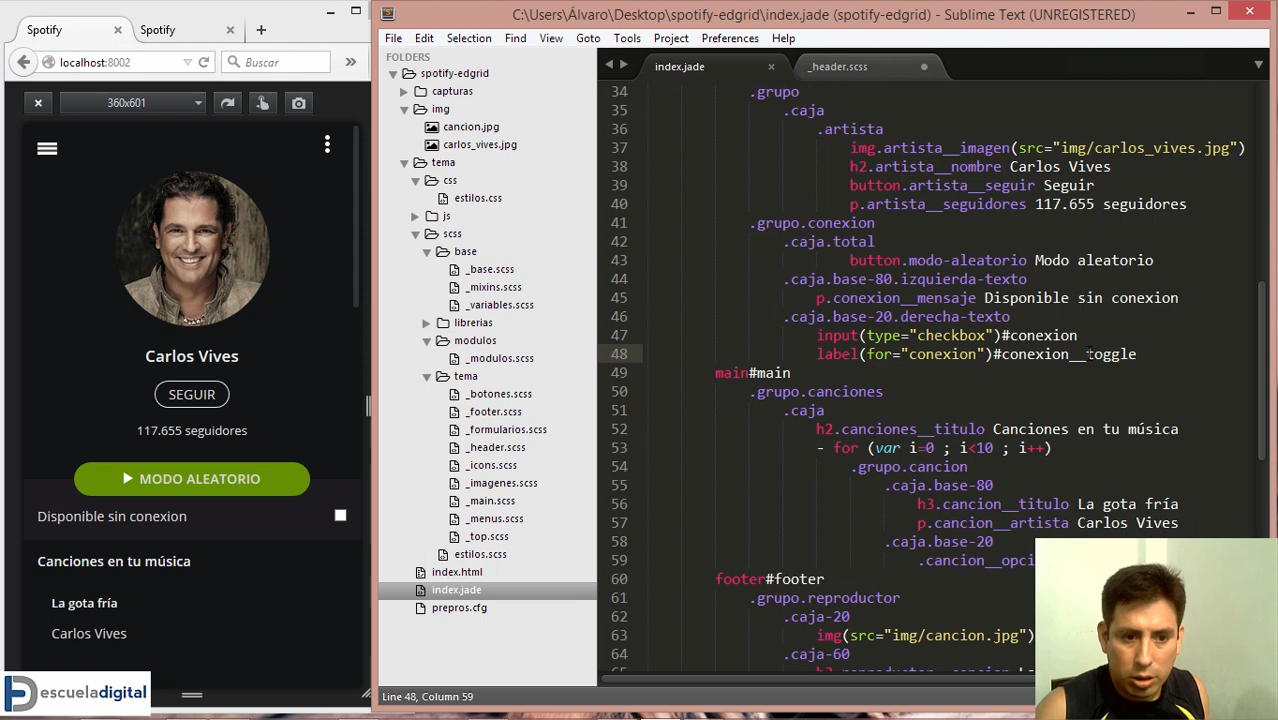 Spotify
Spotify
localhost:8002
Buscar
360x601
Carlos Vives
SEGUIR
117.655 seguidores
MODO ALEATORIO
Disponible sin conexion
Canciones en tu música
La gota fría
Carlos Vives
escueladigital
C:\Users\Álvaro\Desktop\spotify-edgrid\index.jade (spotify-edgrid) - Sublime Text (UNREGISTERED)
File Edit Selection Find View Goto Tools Project Preferences Help
FOLDERS
spotify-edgrid
capturas
img
cancion.jpg
carlos_vives.jpg
tema
css
estilos.css
js
scss
base
_base.scss
_mixins.scss
_variables.scss
librerias
modulos
_modulos.scss
tema
_botones.scss
_footer.scss
_formularios.scss
_header.scss
_icons.scss
_imagenes.scss
_main.scss
_menus.scss
_top.scss
estilos.scss
index.html
index.jade
prepros.cfg
index.jade
_header.scss
34 .grupo
35 .caja
36 .artista
37 img.artista__imagen(src="img/carlos_vives.jpg")
38 h2.artista__nombre Carlos Vives
39 button.artista__seguir Seguir
40 p.artista__seguidores 117.655 seguidores
41 .grupo.conexion
42 .caja.total
43 button.modo-aleatorio Modo aleatorio
44 .caja.base-80.izquierda-texto
45 p.conexion__mensaje Disponible sin conexion
46 .caja.base-20.derecha-texto
47 input(type="checkbox")#conexion
48 label(for="conexion")#conexion__toggle
49 main#main
50 .grupo.canciones
51 .caja
52 h2.canciones__titulo Canciones en tu música
53 - for (var i=0 ; i<10 ; i++)
54 .grupo.cancion
55 .caja.base-80
56 h3.cancion__titulo La gota fría
57 p.cancion__artista Carlos Vives
58 .caja.base-20
59 .cancion__opci
60 footer#footer
61 .grupo.reproductor
62 .caja-20
63 img(src="img/cancion.jpg")
64 .caja-60
Line 48, Column 59